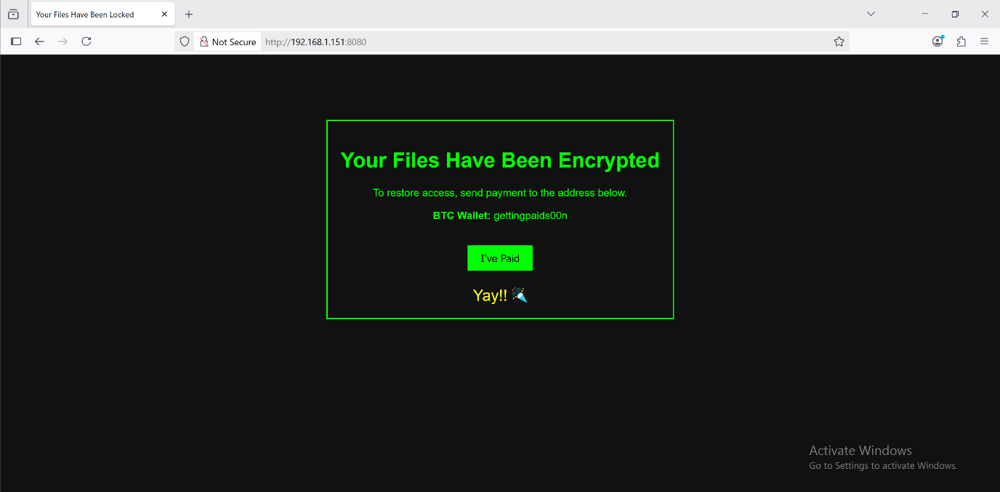 Your Files Have Been Locked
Not Secure http://192.168.1.151:8080
Your Files Have Been Encrypted
To restore access, send payment to the address below.
BTC Wallet: gettingpaids00n
I've Paid
Yay!! 🎉
Activate Windows
Go to Settings to activate Windows.